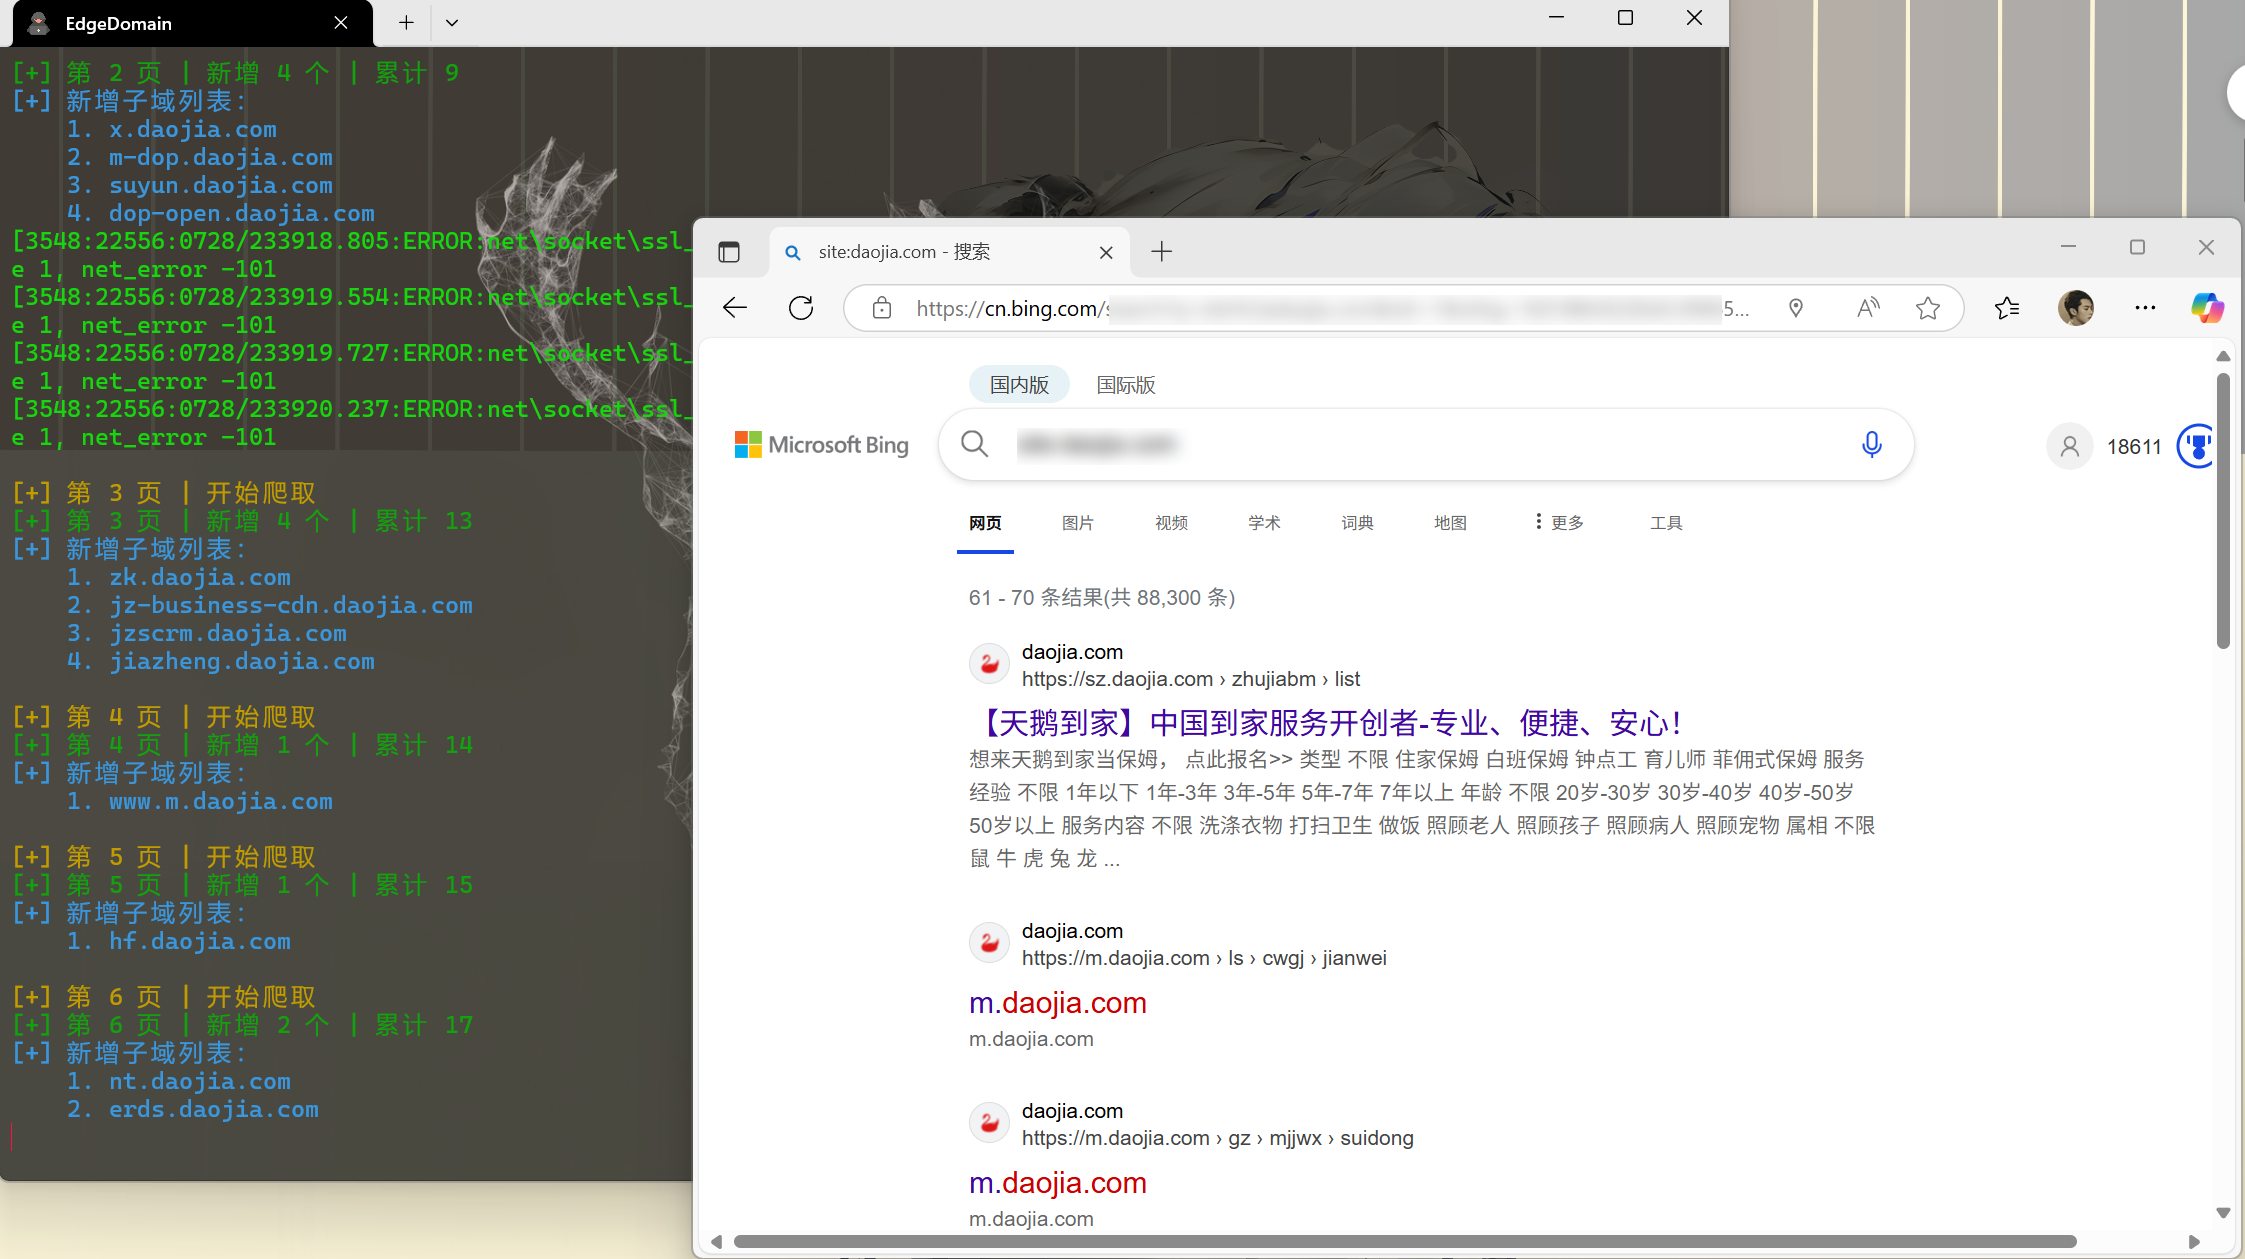 EdgeDomain
[+] 第 2 页 | 新增 4 个 | 累计 9
[+] 新增子域列表:
1. x.daojia.com
2. m-dop.daojia.com
3. suyun.daojia.com
4. dop-open.daojia.com
[3548:22556:0728/233918.805:ERROR:net\socket\ssl_
e 1, net_error -101
[3548:22556:0728/233919.554:ERROR:net\socket\ssl_
e 1, net_error -101
[3548:22556:0728/233919.727:ERROR:net\socket\ssl_
e 1, net_error -101
[3548:22556:0728/233920.237:ERROR:net\socket\ssl_
e 1, net_error -101
[+] 第 3 页 | 开始爬取
[+] 第 3 页 | 新增 4 个 | 累计 13
[+] 新增子域列表:
1. zk.daojia.com
2. jz-business-cdn.daojia.com
3. jzscrm.daojia.com
4. jiazheng.daojia.com
[+] 第 4 页 | 开始爬取
[+] 第 4 页 | 新增 1 个 | 累计 14
[+] 新增子域列表:
1. www.m.daojia.com
[+] 第 5 页 | 开始爬取
[+] 第 5 页 | 新增 1 个 | 累计 15
[+] 新增子域列表:
1. hf.daojia.com
[+] 第 6 页 | 开始爬取
[+] 第 6 页 | 新增 2 个 | 累计 17
[+] 新增子域列表:
1. nt.daojia.com
2. erds.daojia.com
site:daojia.com - 搜索
https://cn.bing.com/s 5...
国内版 国际版
Microsoft Bing
18611
网页 图片 视频 学术 词典 地图 更多 工具
61 - 70 条结果(共 88,300 条)
daojia.com
https://sz.daojia.com › zhujiabm › list
【天鹅到家】中国到家服务开创者-专业、便捷、安心!
想来天鹅到家当保姆, 点此报名>> 类型 不限 住家保姆 白班保姆 钟点工 育儿师 菲佣式保姆 服务
经验 不限 1年以下 1年-3年 3年-5年 5年-7年 7年以上 年龄 不限 20岁-30岁 30岁-40岁 40岁-50岁
50岁以上 服务内容 不限 洗涤衣物 打扫卫生 做饭 照顾老人 照顾孩子 照顾病人 照顾宠物 属相 不限
鼠 牛 虎 兔 龙 ...
daojia.com
https://m.daojia.com › ls › cwgj › jianwei
m.daojia.com
m.daojia.com
daojia.com
https://m.daojia.com › gz › mjjwx › suidong
m.daojia.com
m.daojia.com